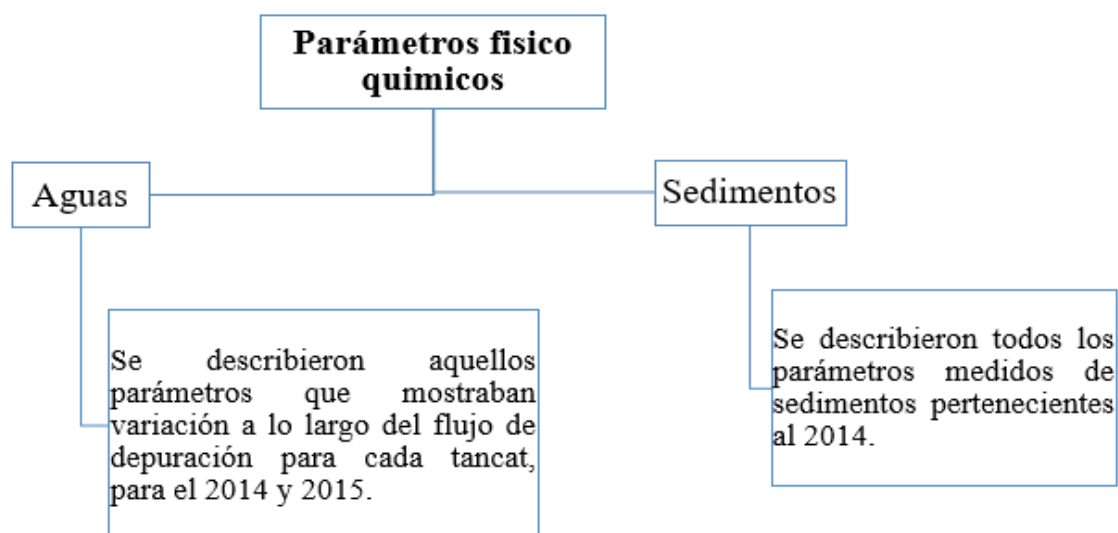 Parámetros fisico
quimicos
Aguas
Sedimentos
Se describieron aquellos
parámetros que mostraban
variación a lo largo del flujo de
depuración para cada tancat,
para el 2014 y 2015.
Se describieron todos los
parámetros medidos de
sedimentos pertenecientes
al 2014.